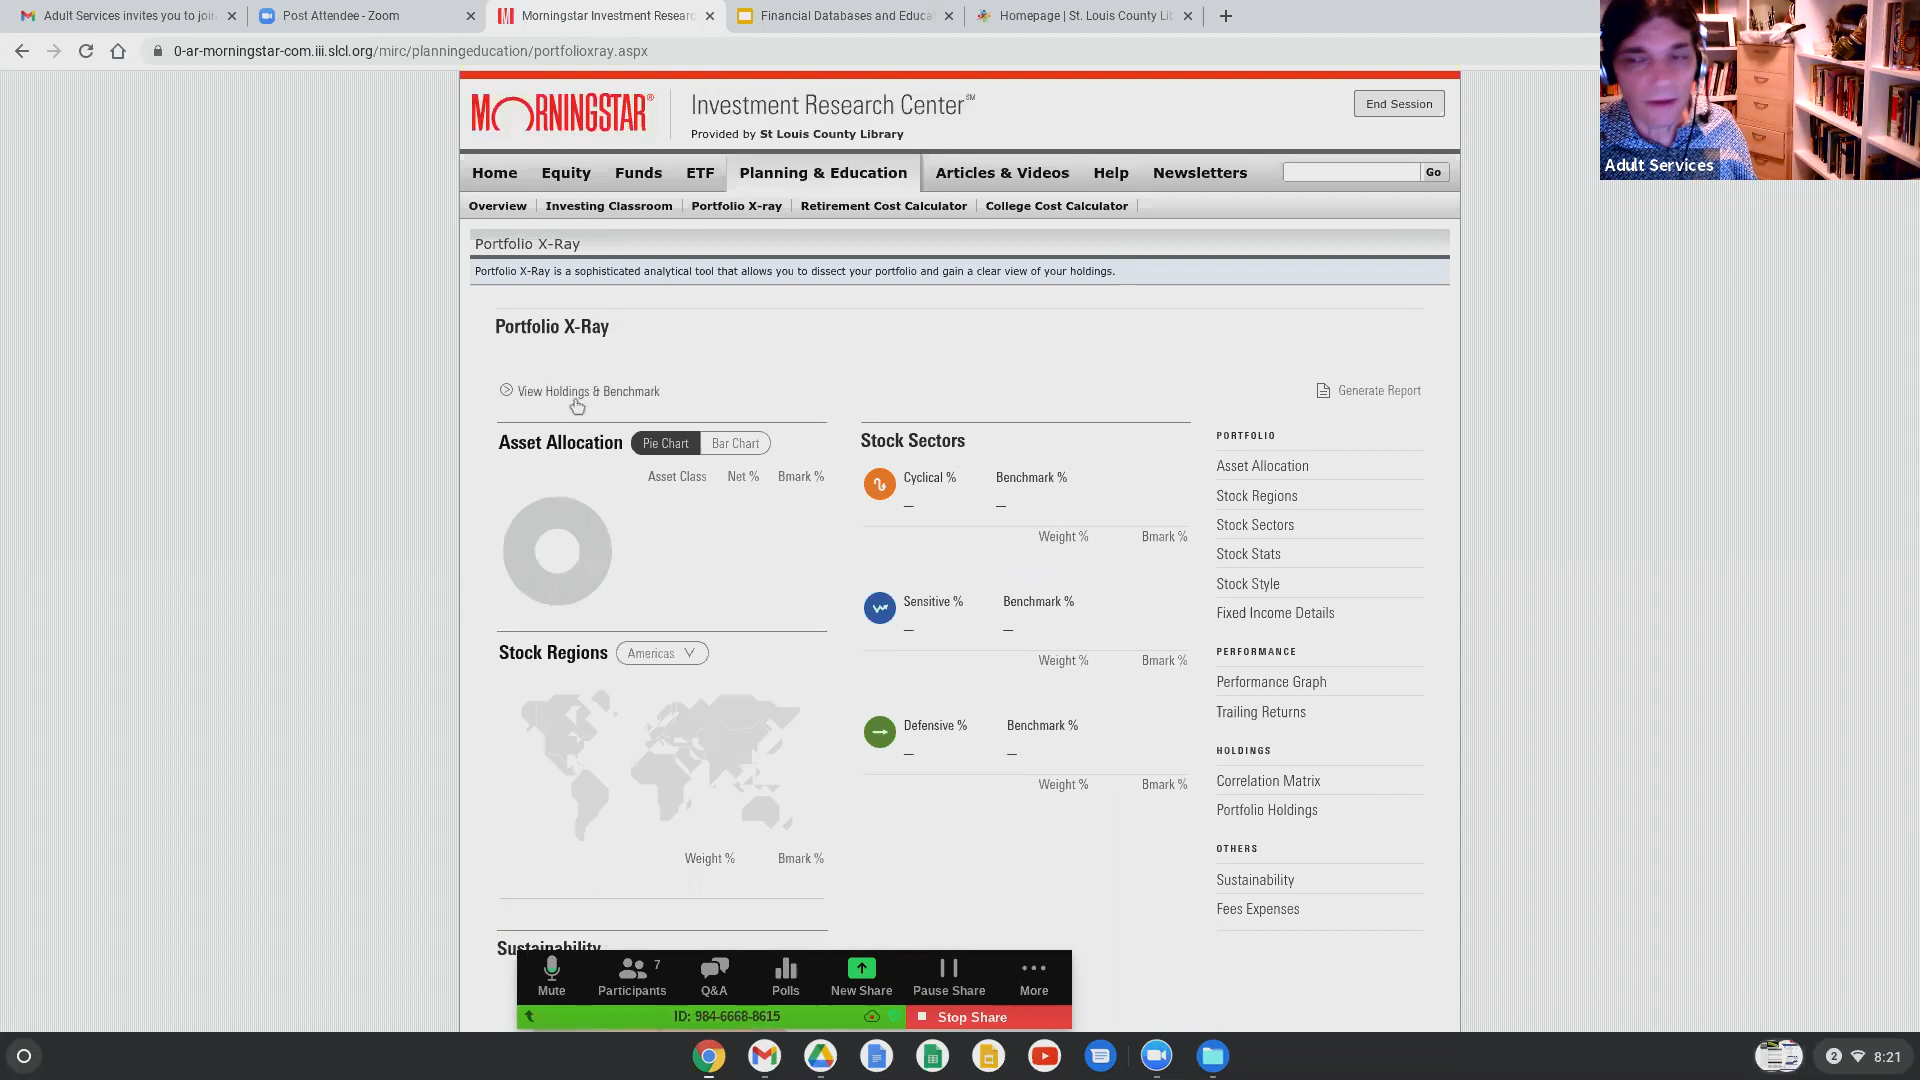 Adult Services invites you to joi
Post Attendee - Zoom
Morningstar Investment Resear
Financial Databases and Educa
Homepage | St. Louis County Li
0-ar-morningstar-com.iii.slcl.org/mirc/planningeducation/portfolioxray.aspx
MORNINGSTAR®
Investment Research Center℠
Provided by St Louis County Library
End Session
Adult Services
Home Equity Funds ETF Planning & Education Articles & Videos Help Newsletters Go
Overview Investing Classroom Portfolio X-ray Retirement Cost Calculator College Cost Calculator
Portfolio X-Ray
Portfolio X-Ray is a sophisticated analytical tool that allows you to dissect your portfolio and gain a clear view of your holdings.
Portfolio X-Ray
View Holdings & Benchmark
Generate Report
Asset Allocation Pie Chart Bar Chart
Asset Class Net % Bmark %
Stock Regions Americas
Weight % Bmark %
Sustainability
Stock Sectors
Cyclical % Benchmark %
— —
Weight % Bmark %
Sensitive % Benchmark %
— —
Weight % Bmark %
Defensive % Benchmark %
— —
Weight % Bmark %
PORTFOLIO
Asset Allocation
Stock Regions
Stock Sectors
Stock Stats
Stock Style
Fixed Income Details
PERFORMANCE
Performance Graph
Trailing Returns
HOLDINGS
Correlation Matrix
Portfolio Holdings
OTHERS
Sustainability
Fees Expenses
7
Mute Participants Q&A Polls New Share Pause Share More
ID: 984-6668-8615 Stop Share
2 8:21